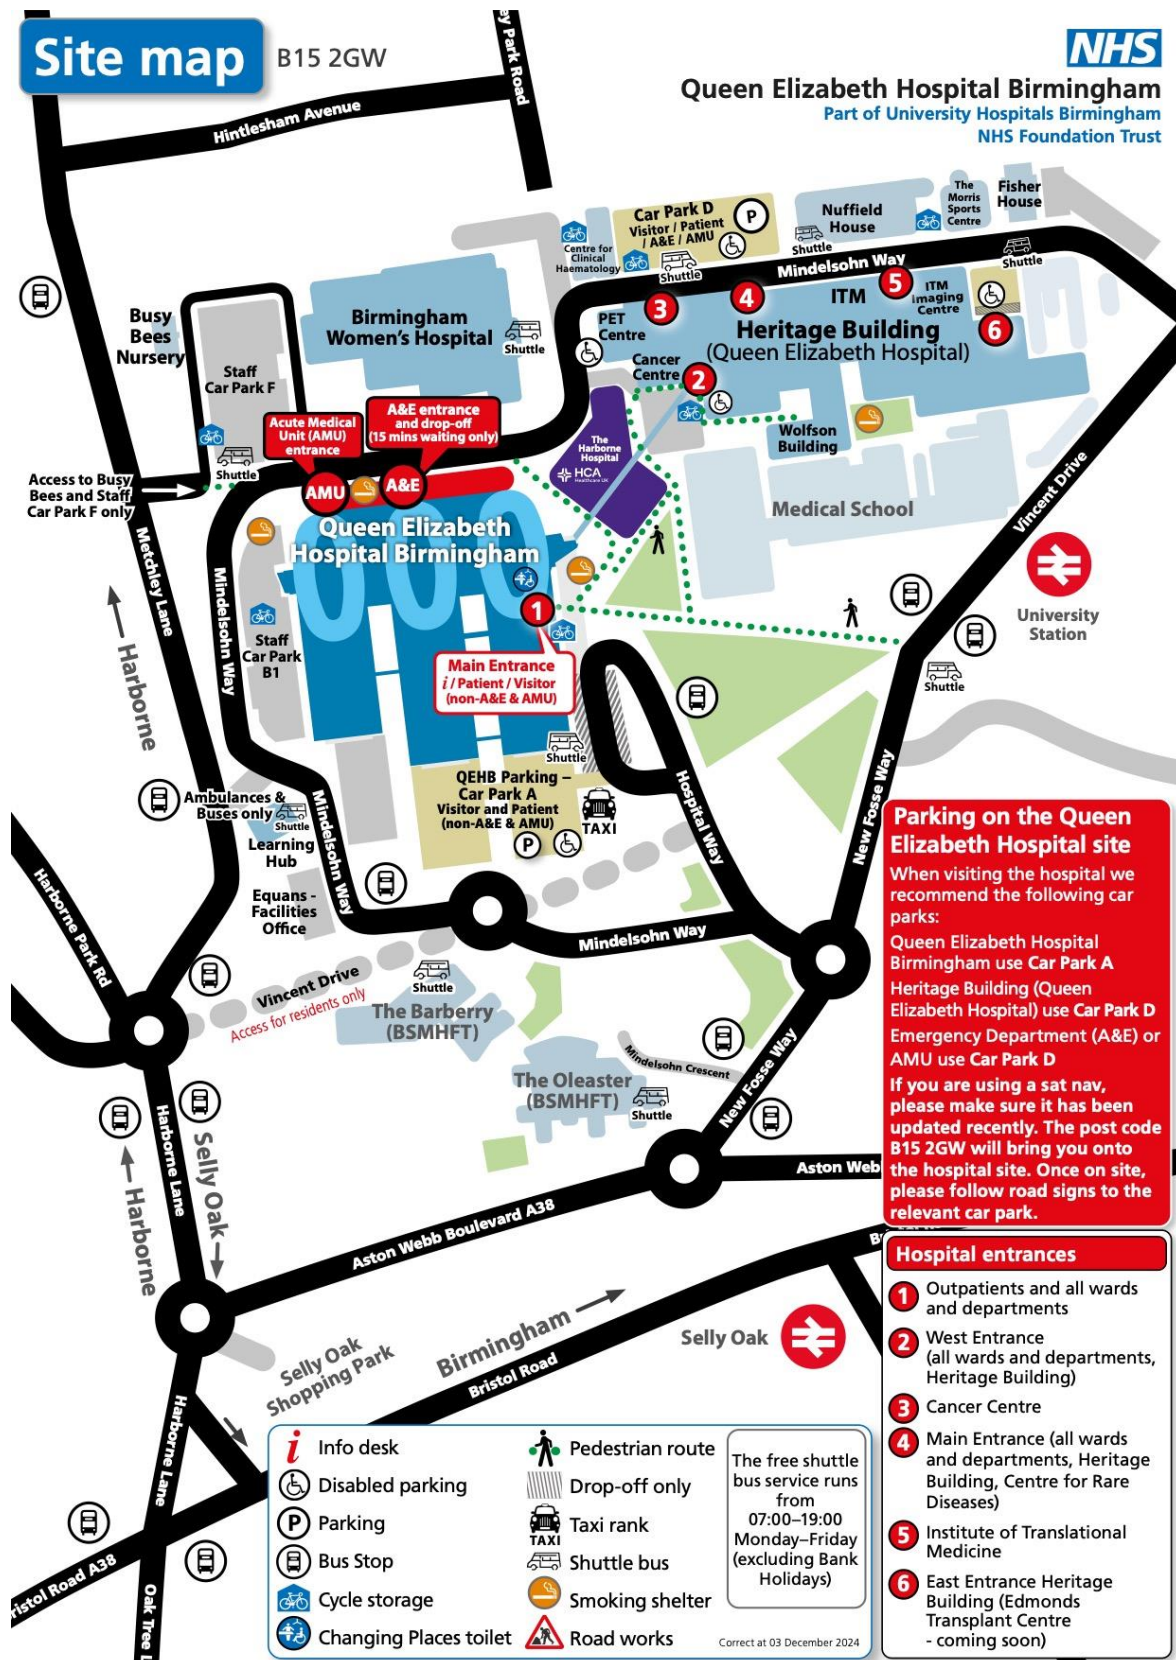 Site map
B15 2GW
NHS
Queen Elizabeth Hospital Birmingham
Part of University Hospitals Birmingham
NHS Foundation Trust
Park Road
Hintlesham Avenue
Fisher
House
The
Morris
Sports
Centre
Nuffield
House
Car Park D
Visitor / Patient
/ A&E / AMU
P
Centre for
Clinical
Haematology
Shuttle
Shuttle
Shuttle
Mindelsohn Way
ITM
ITM
Imaging
Centre
3
4
5
6
PET
Centre
Heritage Building
(Queen Elizabeth Hospital)
Cancer
Centre
2
Wolfson
Building
Busy
Bees
Nursery
Birmingham
Women's Hospital
Shuttle
Staff
Car Park F
A&E entrance
and drop-off
(15 mins waiting only)
Acute Medical
Unit (AMU)
entrance
Shuttle
AMU
A&E
The
Harborne
Hospital
HCA
Healthcare UK
Access to Busy
Bees and Staff
Car Park F only
Medical School
Vincent Drive
Queen Elizabeth
Hospital Birmingham
Metchley Lane
Mindelsohn Way
Harborne
1
Staff
Car Park
B1
Main Entrance
i / Patient / Visitor
(non-A&E & AMU)
University
Station
Shuttle
Shuttle
QEHB Parking –
Car Park A
Visitor and Patient
(non-A&E & AMU)
P
TAXI
Hospital Way
New Fosse Way
Ambulances &
Buses only
Shuttle
Learning
Hub
Mindelsohn Way
Equans -
Facilities
Office
Harborne Park Rd
Mindelsohn Way
Vincent Drive
Access for residents only
Shuttle
The Barberry
(BSMHFT)
Mindelsohn Crescent
The Oleaster
(BSMHFT)
Shuttle
New Fosse Way
Harborne Lane
Selly Oak
Harborne
Aston Webb
Aston Webb Boulevard A38
Parking on the Queen
Elizabeth Hospital site
When visiting the hospital we
recommend the following car
parks:
Queen Elizabeth Hospital
Birmingham use Car Park A
Heritage Building (Queen
Elizabeth Hospital) use Car Park D
Emergency Department (A&E) or
AMU use Car Park D
If you are using a sat nav,
please make sure it has been
updated recently. The post code
B15 2GW will bring you onto
the hospital site. Once on site,
please follow road signs to the
relevant car park.
Selly Oak
Selly Oak
Shopping Park
Birmingham
Bristol Road
Harborne Lane
Bristol Road A38
Oak Tree
Hospital entrances
1 Outpatients and all wards
and departments
2 West Entrance
(all wards and departments,
Heritage Building)
3 Cancer Centre
4 Main Entrance (all wards
and departments, Heritage
Building, Centre for Rare
Diseases)
5 Institute of Translational
Medicine
6 East Entrance Heritage
Building (Edmonds
Transplant Centre
- coming soon)
i Info desk
Disabled parking
P Parking
Bus Stop
Cycle storage
Changing Places toilet
Pedestrian route
Drop-off only
TAXI Taxi rank
Shuttle bus
Smoking shelter
Road works
The free shuttle
bus service runs
from
07:00–19:00
Monday–Friday
(excluding Bank
Holidays)
Correct at 03 December 2024